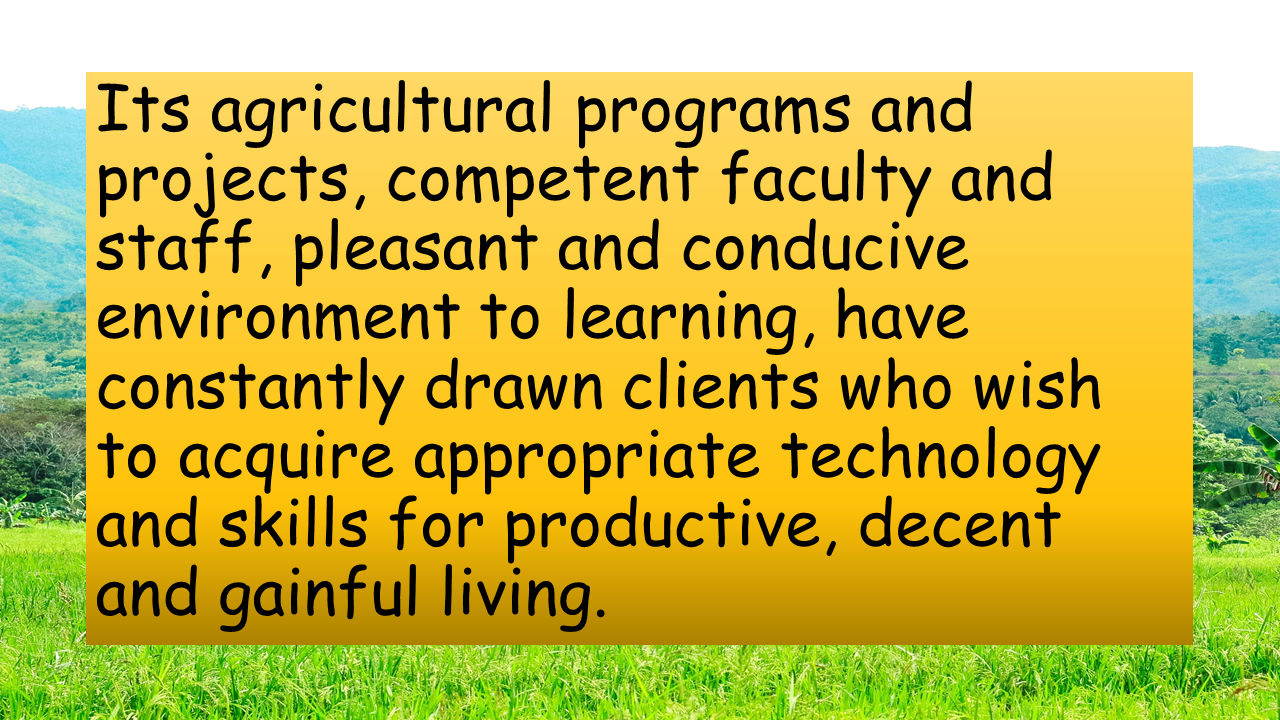 Its agricultural programs and
projects, competent faculty and
staff, pleasant and conducive
environment to learning, have
constantly drawn clients who wish
to acquire appropriate technology
and skills for productive, decent
and gainful living.